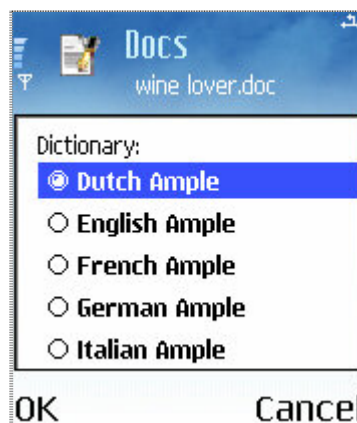 Docs
wine lover.doc
Dictionary:
Dutch Ample
English Ample
French Ample
German Ample
Italian Ample
OK Cancel